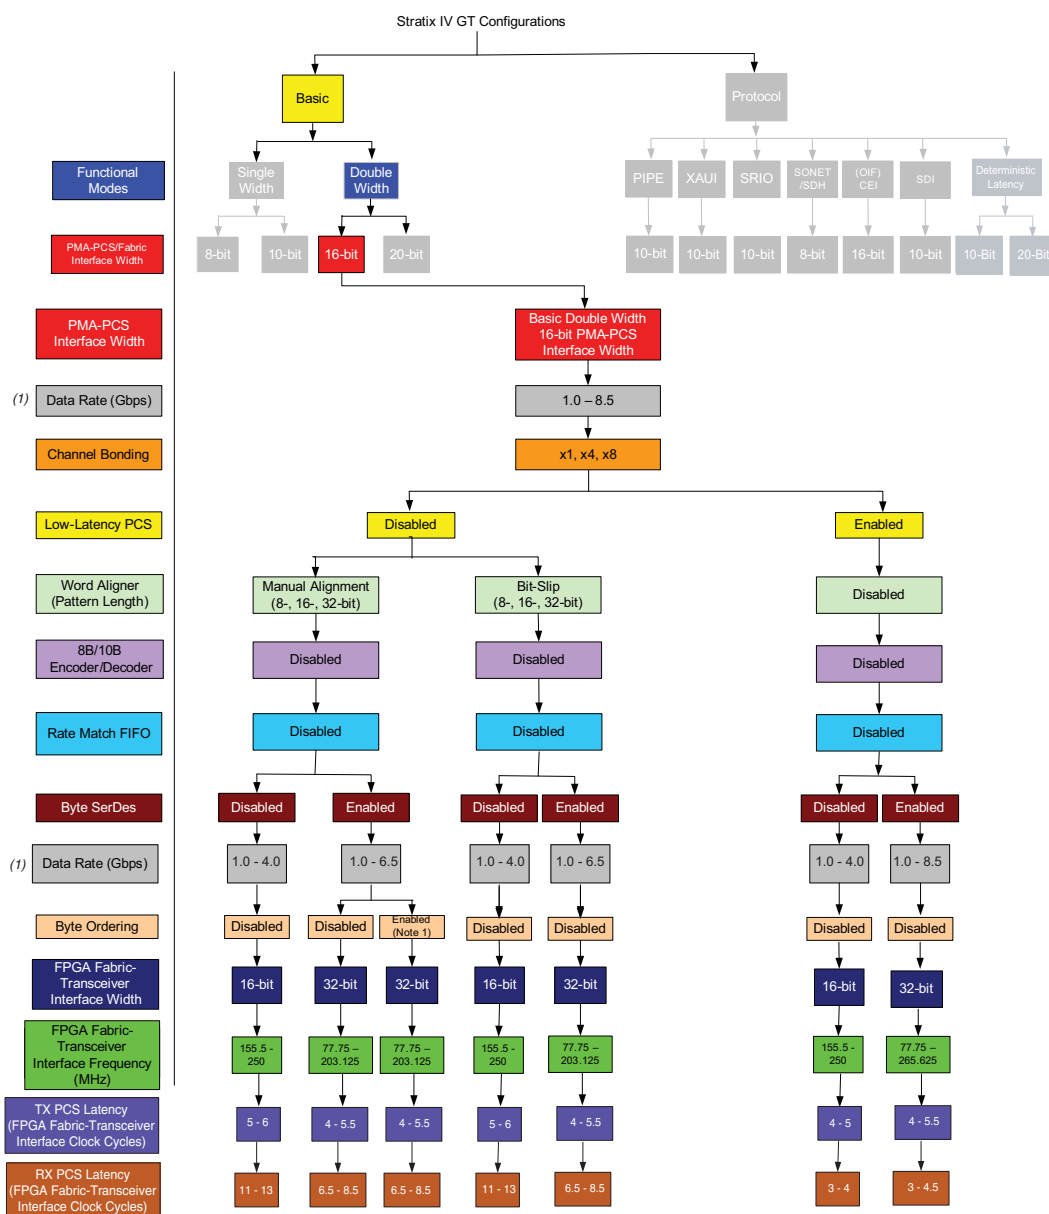 Stratix IV GT Configurations
Basic
Protocol
Functional
Modes
Single
Width
Double
Width
PIPE
XAUI
SRIO
SONET
/SDH
(OIF)
CEI
SDI
Deterministic
Latency
PMA-PCS/Fabric
Interface Width
8-bit
10-bit
16-bit
20-bit
10-bit
10-bit
10-bit
8-bit
16-bit
10-bit
10-Bit
20-Bit
PMA-PCS
Interface Width
Basic Double Width
16-bit PMA-PCS
Interface Width
(1)
Data Rate (Gbps)
1.0 – 8.5
Channel Bonding
x1, x4, x8
Low-Latency PCS
Disabled
Enabled
Word Aligner
(Pattern Length)
Manual Alignment
(8-, 16-, 32-bit)
Bit-Slip
(8-, 16-, 32-bit)
Disabled
8B/10B
Encoder/Decoder
Disabled
Disabled
Disabled
Rate Match FIFO
Disabled
Disabled
Disabled
Byte SerDes
Disabled
Enabled
Disabled
Enabled
Disabled
Enabled
(1)
Data Rate (Gbps)
1.0 - 4.0
1.0 - 6.5
1.0 - 4.0
1.0 - 6.5
1.0 - 4.0
1.0 - 8.5
Byte Ordering
Disabled
Disabled
Enabled
(Note 1)
Disabled
Disabled
Disabled
Disabled
FPGA Fabric-
Transceiver
Interface Width
16-bit
32-bit
32-bit
16-bit
32-bit
16-bit
32-bit
FPGA Fabric-
Transceiver
Interface Frequency
(MHz)
155.5 -
250
77.75 –
203.125
77.75 –
203.125
155.5 -
250
77.75 –
203.125
155.5 -
250
77.75 –
265.625
TX PCS Latency
(FPGA Fabric-Transceiver
Interface Clock Cycles)
5 - 6
4 - 5.5
4 - 5.5
5 - 6
4 - 5.5
4 - 5
4 - 5.5
RX PCS Latency
(FPGA Fabric-Transceiver
Interface Clock Cycles)
11 - 13
6.5 - 8.5
6.5 - 8.5
11 - 13
6.5 - 8.5
3 - 4
3 - 4.5